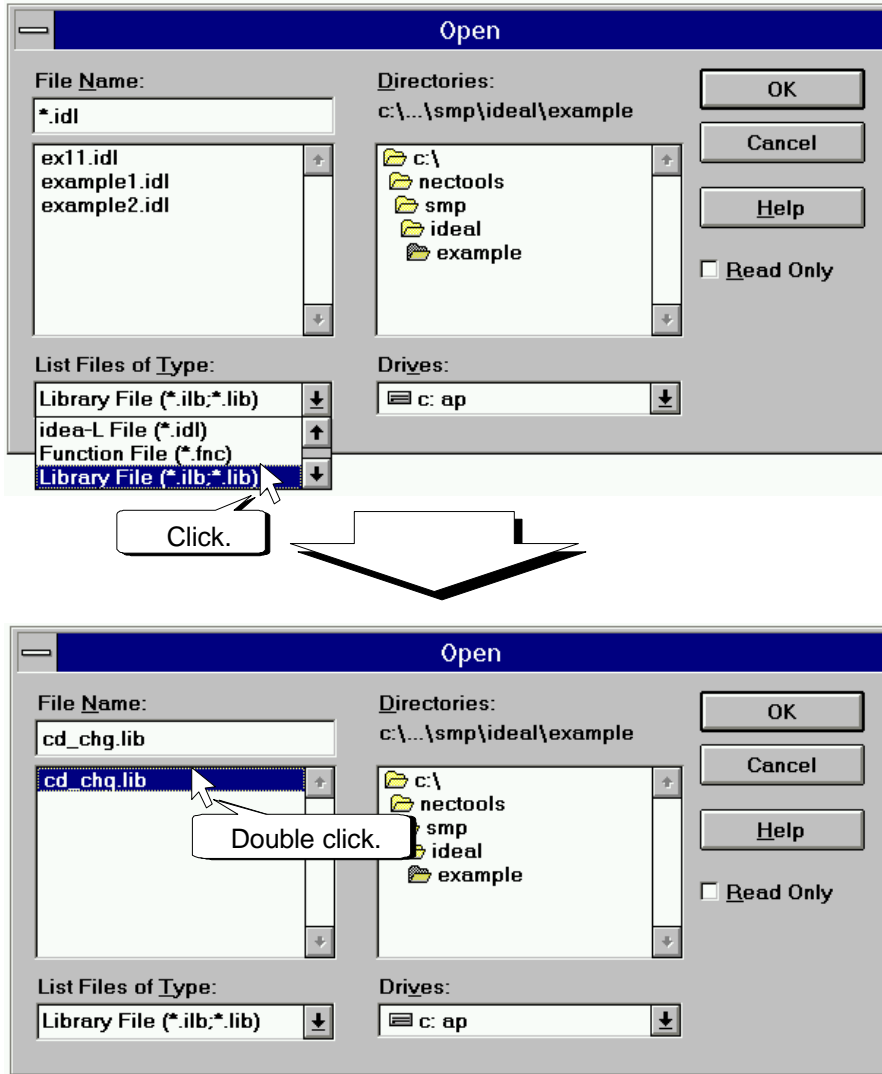 Open
File Name:
*.idl
ex11.idl
example1.idl
example2.idl
List Files of Type:
Library File (*.ilb;*.lib)
idea-L File (*.idl)
Function File (*.fnc)
Library File (*.ilb;*.lib)
Directories:
c:\...\smp\ideal\example
c:\
nectools
smp
ideal
example
Drives:
c: ap
OK
Cancel
Help
Read Only
Click.
Open
File Name:
cd_chg.lib
cd_chg.lib
Double click.
List Files of Type:
Library File (*.ilb;*.lib)
Directories:
c:\...\smp\ideal\example
c:\
nectools
smp
ideal
example
Drives:
c: ap
OK
Cancel
Help
Read Only